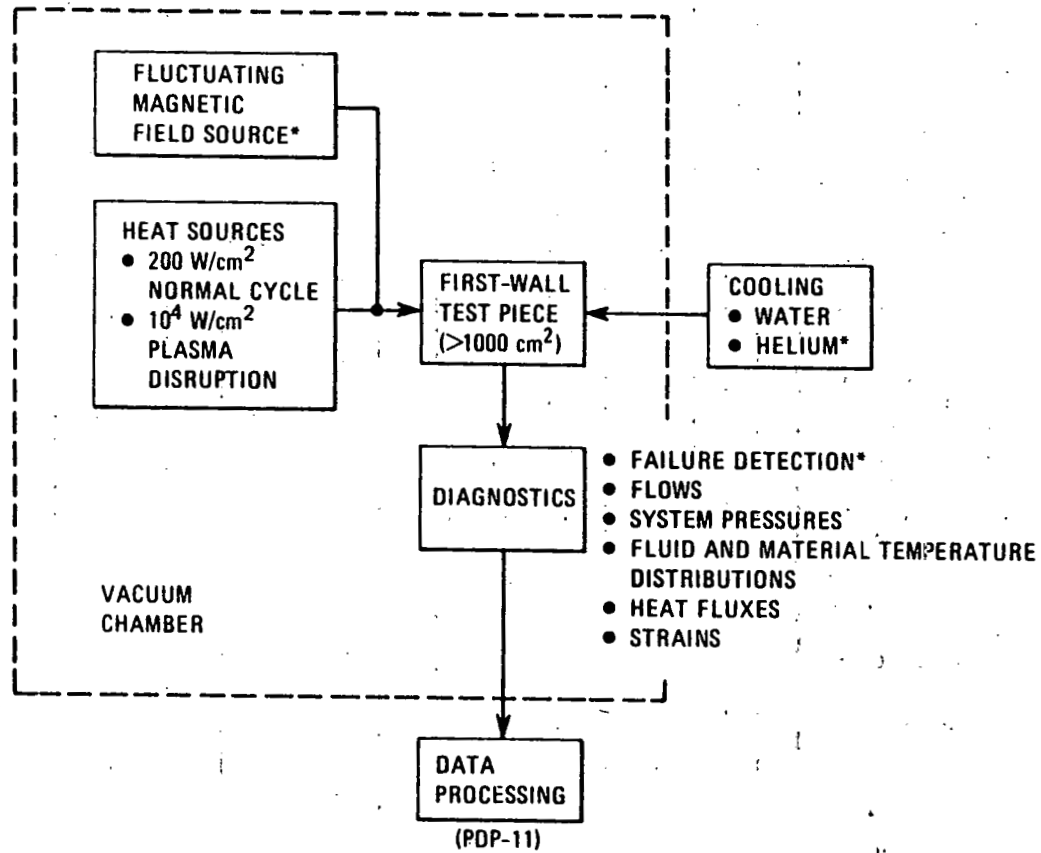 FLUCTUATING
MAGNETIC
FIELD SOURCE*
HEAT SOURCES
● 200 W/cm²
NORMAL CYCLE
● 10⁴ W/cm²
PLASMA
DISRUPTION
FIRST-WALL
TEST PIECE
(>1000 cm²)
COOLING
● WATER
● HELIUM*
DIAGNOSTICS
● FAILURE DETECTION*
● FLOWS
● SYSTEM PRESSURES
● FLUID AND MATERIAL TEMPERATURE
DISTRIBUTIONS
● HEAT FLUXES
● STRAINS
VACUUM
CHAMBER
DATA
PROCESSING
(PDP-11)